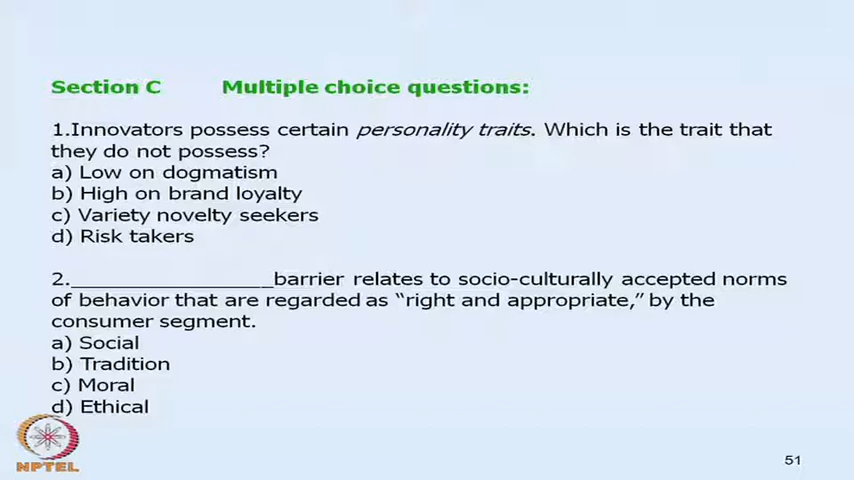 Section C Multiple choice questions:
1.Innovators possess certain personality traits. Which is the trait that
they do not possess?
a) Low on dogmatism
b) High on brand loyalty
c) Variety novelty seekers
d) Risk takers
2.__________________barrier relates to socio-culturally accepted norms
of behavior that are regarded as “right and appropriate,” by the
consumer segment.
a) Social
b) Tradition
c) Moral
d) Ethical
NPTEL
51